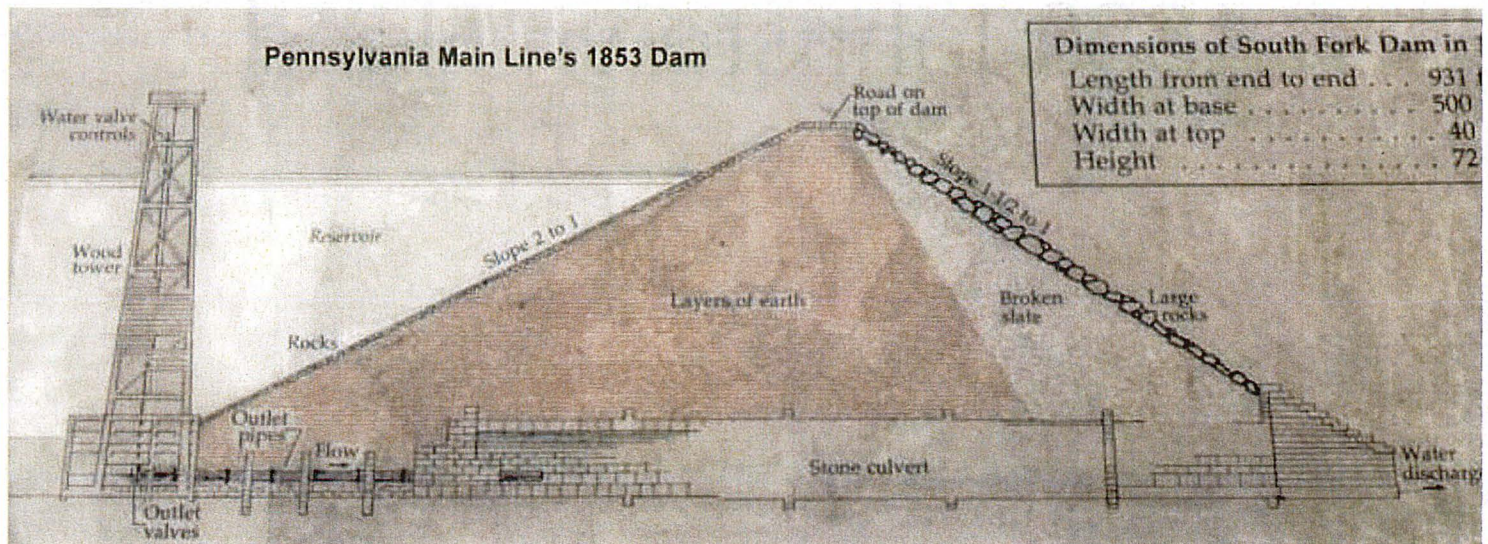 Pennsylvania Main Line's 1853 Dam
Dimensions of South Fork Dam in
Length from end to end . . . 931
Width at base . . . . . . . . . . 500
Width at top . . . . . . . . . . . 40
Height . . . . . . . . . . . . . . 72
Water valve
controls
Road on
top of dam
Reservoir
Slope 2 to 1
Slope 1-1/2 to 1
Wood
tower
Layers of earth
Broken
slate
Large
rocks
Rocks
Outlet
pipes
Flow
Stone culvert
Water
discharge
Outlet
valves